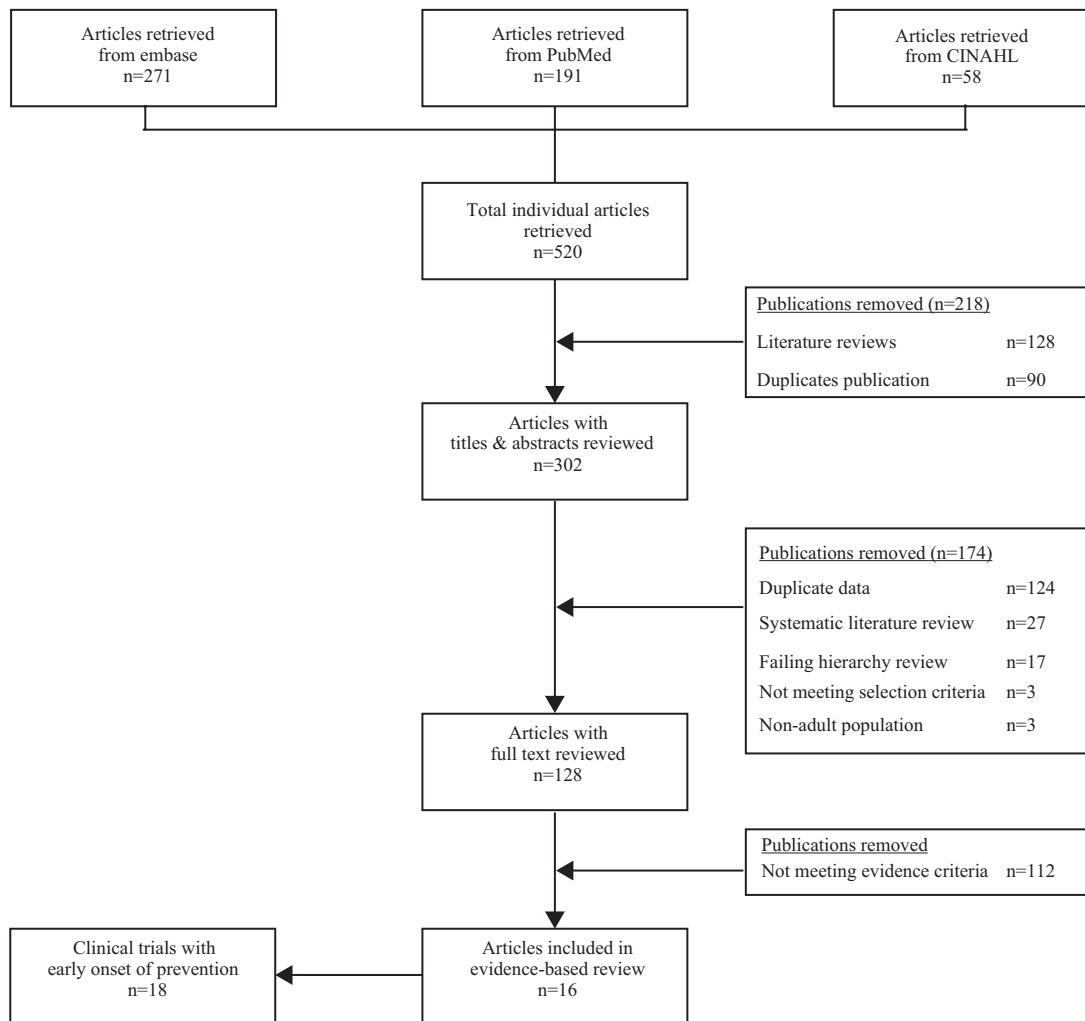 Articles retrieved
from embase
n=271
Articles retrieved
from PubMed
n=191
Articles retrieved
from CINAHL
n=58
Total individual articles
retrieved
n=520
Publications removed (n=218)
Literature reviews n=128
Duplicates publication n=90
Articles with
titles & abstracts reviewed
n=302
Publications removed (n=174)
Duplicate data n=124
Systematic literature review n=27
Failing hierarchy review n=17
Not meeting selection criteria n=3
Non-adult population n=3
Articles with
full text reviewed
n=128
Publications removed
Not meeting evidence criteria n=112
Clinical trials with
early onset of prevention
n=18
Articles included in
evidence-based review
n=16